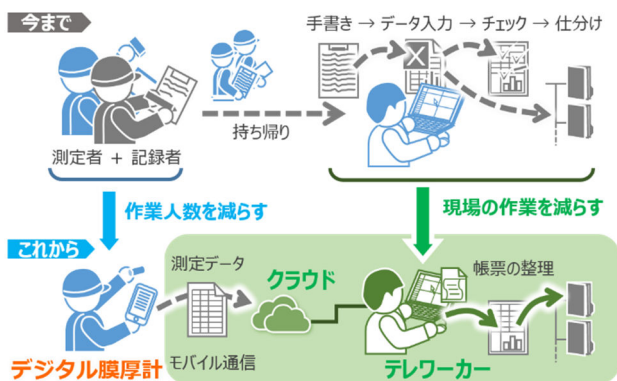 今まで
手書き → データ入力 → チェック → 仕分け
持ち帰り
測定者 + 記録者
作業人数を減らす
現場の作業を減らす
これから
測定データ
クラウド
帳票の整理
モバイル通信
デジタル膜厚計
テレワーカー